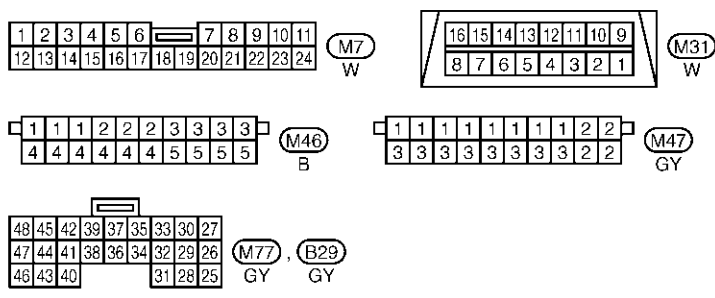 1 2 3 4 5 6 7 8 9 10 11
12 13 14 15 16 17 18 19 20 21 22 23 24
M7
W
16 15 14 13 12 11 10 9
8 7 6 5 4 3 2 1
M31
W
1 1 1 2 2 2 3 3 3 3
4 4 4 4 4 5 5 5 5 5
M46
B
1 1 1 1 1 1 1 1 2 2
3 3 3 3 3 3 3 3 2 2
M47
GY
48 45 42 39 37 35 33 30 27
47 44 41 38 36 34 32 29 26
46 43 40 31 28 25
M77 , B29
GY GY